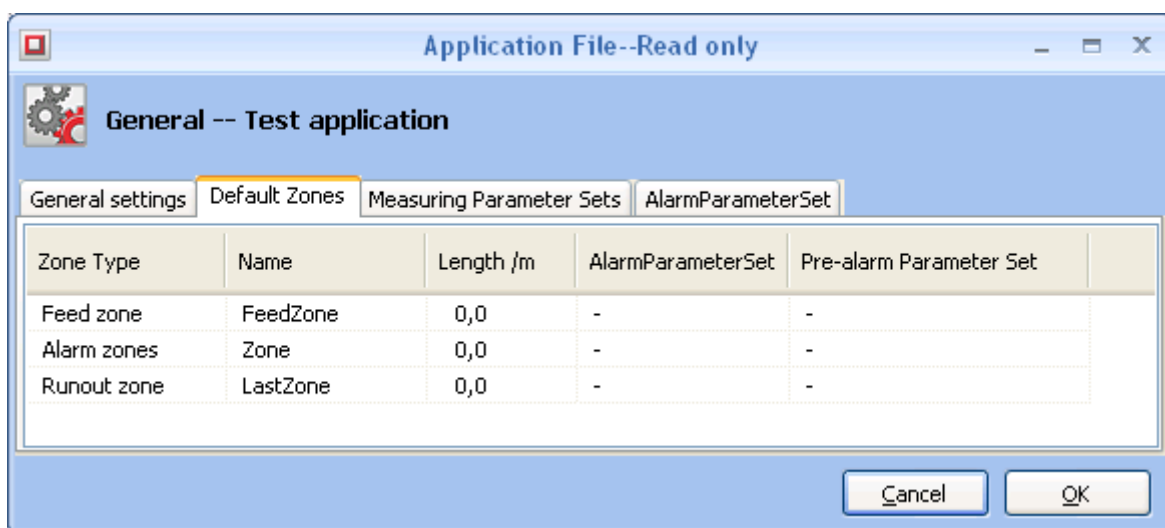 Application File--Read only
General -- Test application
General settings Default Zones Measuring Parameter Sets AlarmParameterSet
Zone Type Name Length /m AlarmParameterSet Pre-alarm Parameter Set
Feed zone FeedZone 0,0 - -
Alarm zones Zone 0,0 - -
Runout zone LastZone 0,0 - -
Cancel OK